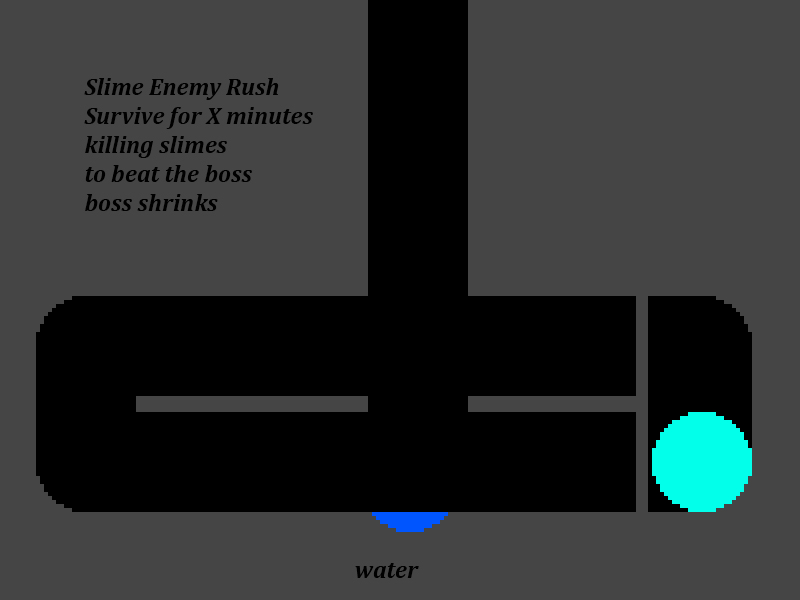 Slime Enemy Rush
Survive for X minutes
killing slimes
to beat the boss
boss shrinks
water